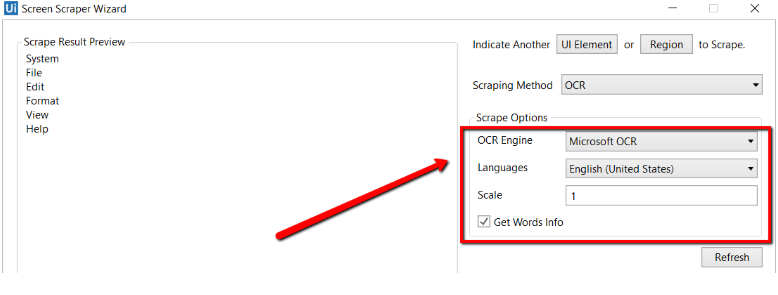 Ui Screen Scraper Wizard
Scrape Result Preview
System
File
Edit
Format
View
Help
Indicate Another UI Element or Region to Scrape.
Scraping Method OCR
Scrape Options
OCR Engine Microsoft OCR
Languages English (United States)
Scale 1
Get Words Info
Refresh